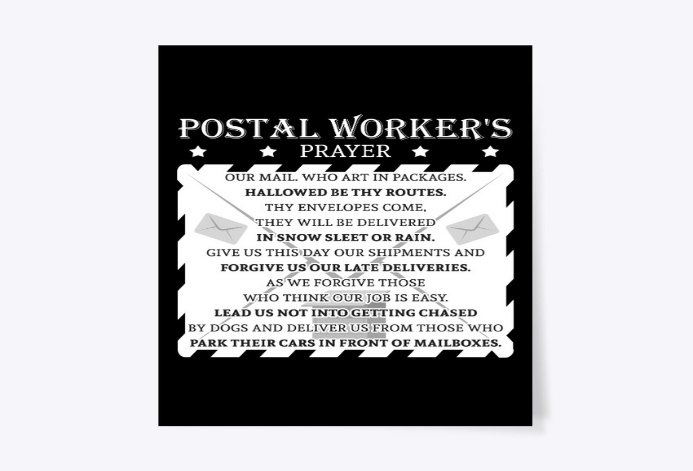 POSTAL WORKER'S
PRAYER
OUR MAIL. WHO ART IN PACKAGES.
HALLOWED BE THY ROUTES.
THY ENVELOPES COME,
THEY WILL BE DELIVERED
IN SNOW SLEET OR RAIN.
GIVE US THIS DAY OUR SHIPMENTS AND
FORGIVE US OUR LATE DELIVERIES.
AS WE FORGIVE THOSE
WHO THINK OUR JOB IS EASY.
LEAD US NOT INTO GETTING CHASED
BY DOGS AND DELIVER US FROM THOSE WHO
PARK THEIR CARS IN FRONT OF MAILBOXES.